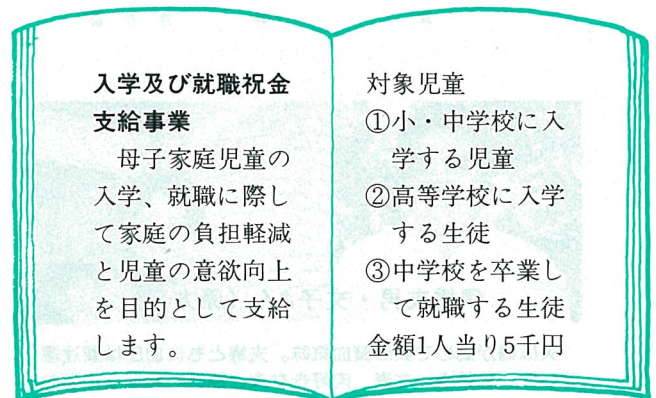 入学及び就職祝金
支給事業
　母子家庭児童の
入学、就職に際し
て家庭の負担軽減
と児童の意欲向上
を目的として支給
します。
対象児童
①小・中学校に入
学する児童
②高等学校に入学
する生徒
③中学校を卒業し
て就職する生徒
金額1人当り5千円